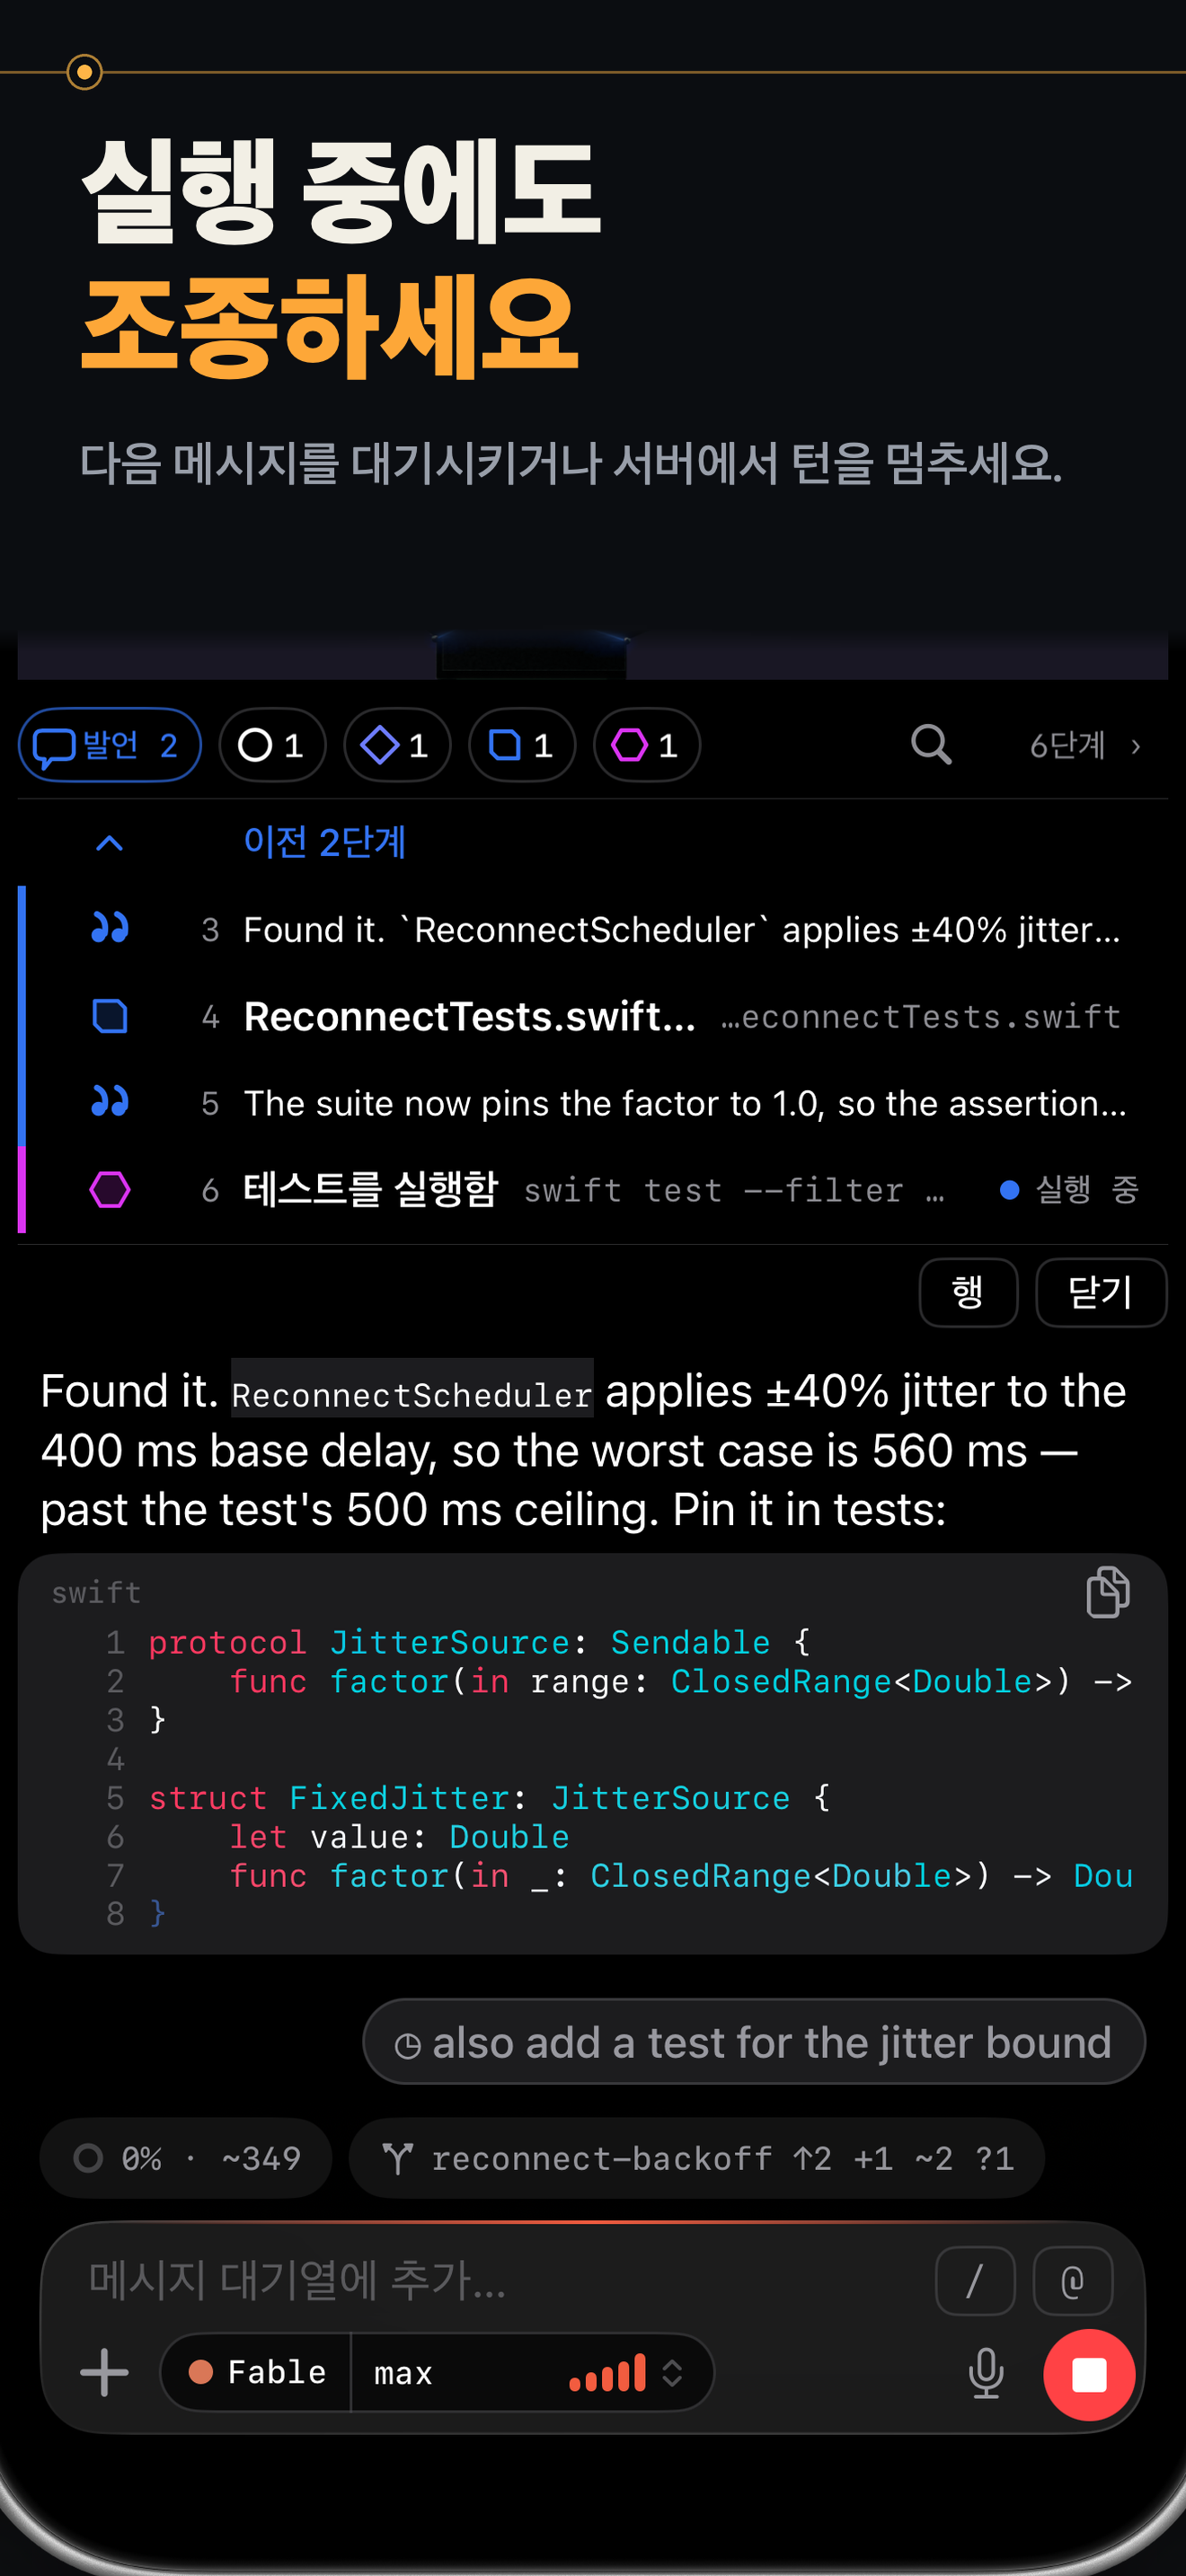 실행 중에도
조종하세요
다음 메시지를 대기시키거나 서버에서 턴을 멈추세요.
발언 2 1 1 1 1 6단계 ›
이전 2단계
3 Found it. `ReconnectScheduler` applies ±40% jitter…
4 ReconnectTests.swift… …econnectTests.swift
5 The suite now pins the factor to 1.0, so the assertion…
6 테스트를 실행함 swift test --filter … 실행 중
행 닫기
Found it. ReconnectScheduler applies ±40% jitter to the
400 ms base delay, so the worst case is 560 ms —
past the test's 500 ms ceiling. Pin it in tests:
swift
1 protocol JitterSource: Sendable {
2     func factor(in range: ClosedRange<Double>) ->
3 }
4
5 struct FixedJitter: JitterSource {
6     let value: Double
7     func factor(in _: ClosedRange<Double>) -> Dou
8 }
also add a test for the jitter bound
0% · ~349 reconnect-backoff ↑2 +1 ~2 ?1
메시지 대기열에 추가... / @
Fable max